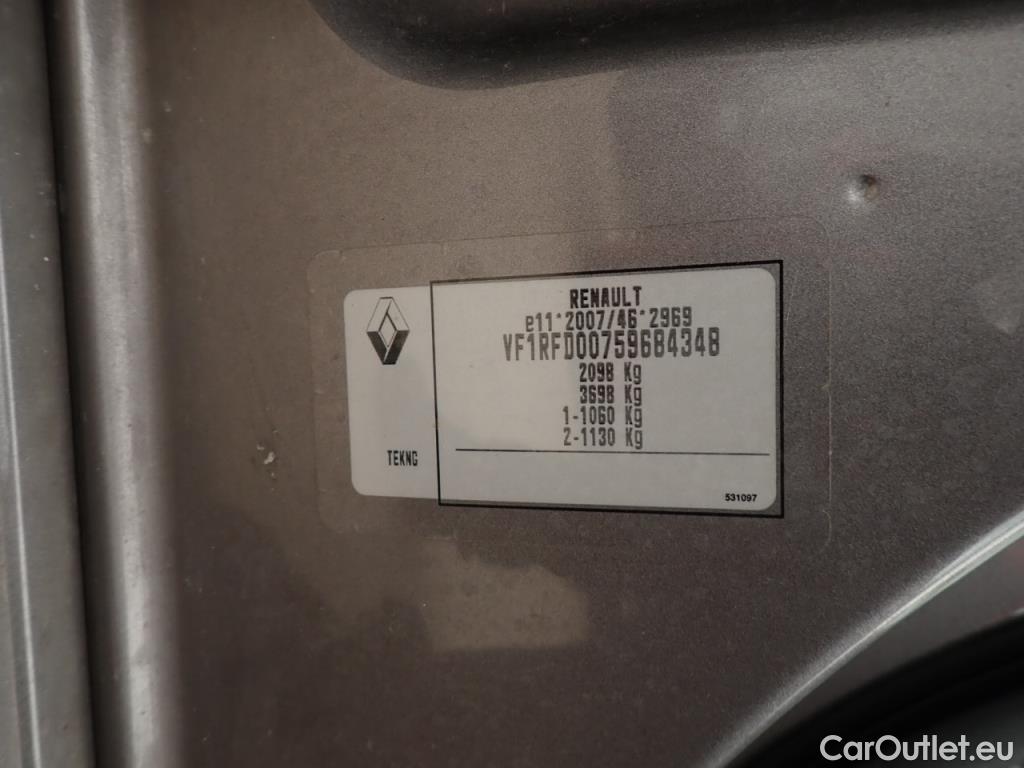 RENAULT
e11*2007/46*2969
VF1RFD00759684348
2098 Kg
3698 Kg
1-1060 Kg
2-1130 Kg
TEKNG
531097
CarOutlet.eu